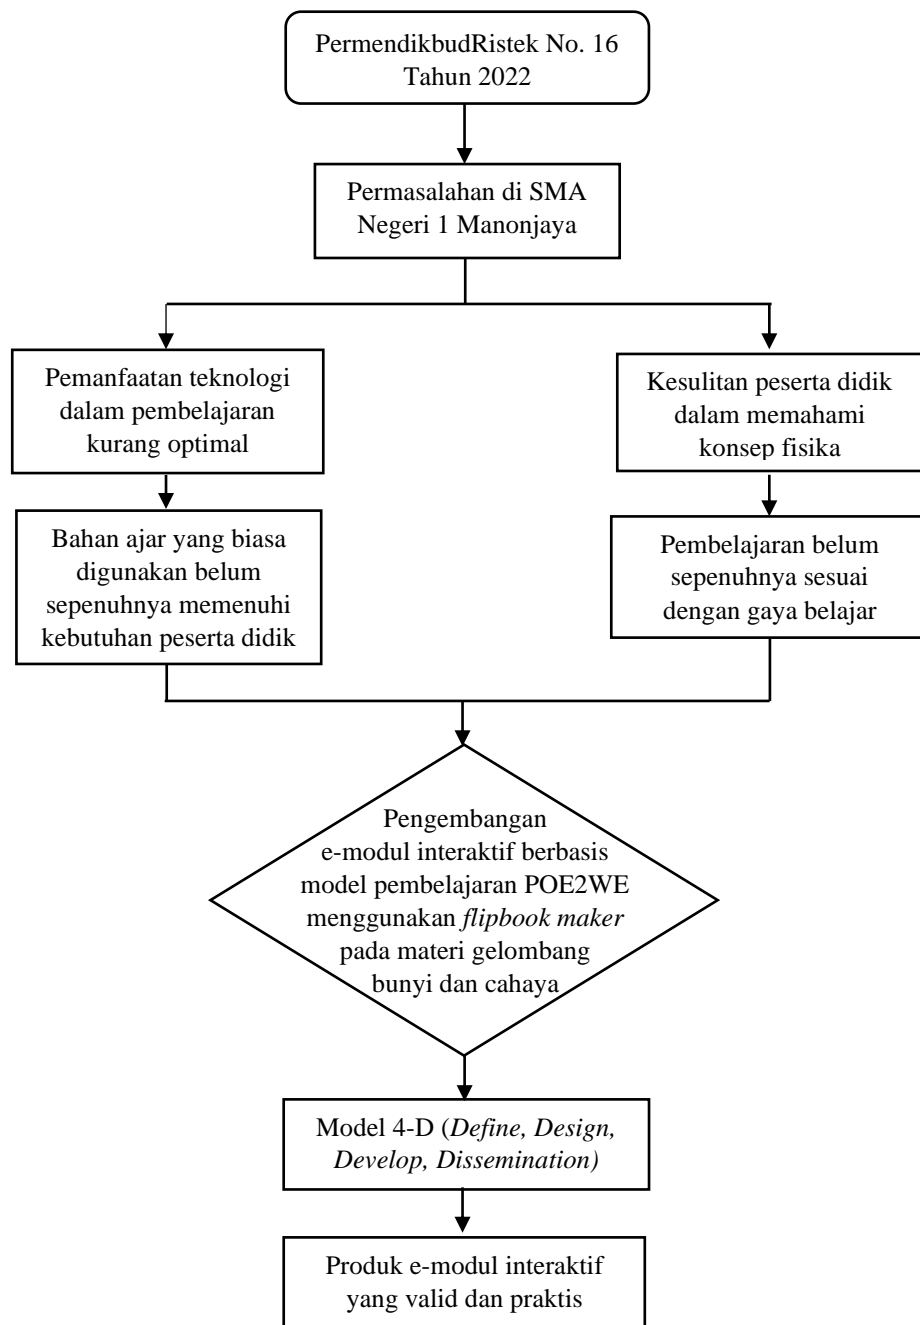 PermendikbudRistek No. 16
Tahun 2022
Permasalahan di SMA
Negeri 1 Manonjaya
Pemanfaatan teknologi
dalam pembelajaran
kurang optimal
Kesulitan peserta didik
dalam memahami
konsep fisika
Bahan ajar yang biasa
digunakan belum
sepenuhnya memenuhi
kebutuhan peserta didik
Pembelajaran belum
sepenuhnya sesuai
dengan gaya belajar
Pengembangan
e-modul interaktif berbasis
model pembelajaran POE2WE
menggunakan flipbook maker
pada materi gelombang
bunyi dan cahaya
Model 4-D (Define, Design,
Develop, Dissemination)
Produk e-modul interaktif
yang valid dan praktis